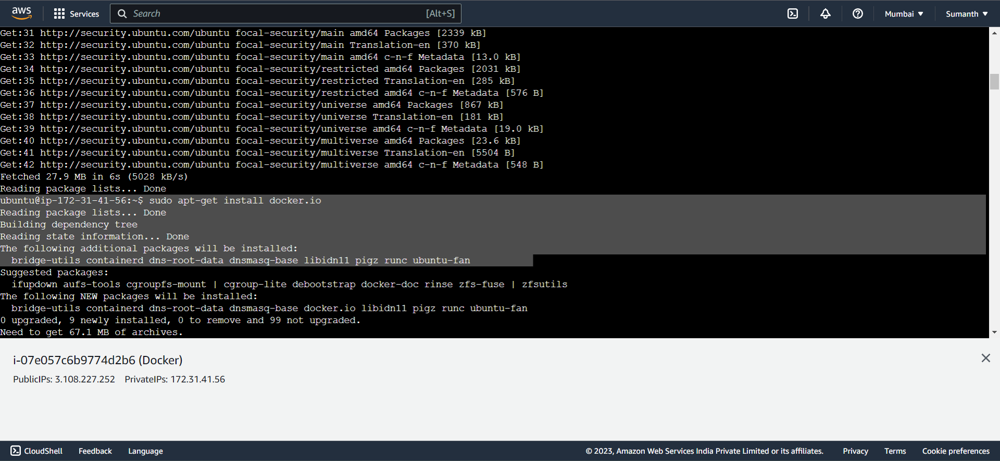 aws Services Search [Alt+S] Mumbai ▼ Sumanth ▼
Get:31 http://security.ubuntu.com/ubuntu focal-security/main amd64 Packages [2339 kB]
Get:32 http://security.ubuntu.com/ubuntu focal-security/main Translation-en [370 kB]
Get:33 http://security.ubuntu.com/ubuntu focal-security/main amd64 c-n-f Metadata [13.0 kB]
Get:34 http://security.ubuntu.com/ubuntu focal-security/restricted amd64 Packages [2031 kB]
Get:35 http://security.ubuntu.com/ubuntu focal-security/restricted Translation-en [285 kB]
Get:36 http://security.ubuntu.com/ubuntu focal-security/restricted amd64 c-n-f Metadata [576 B]
Get:37 http://security.ubuntu.com/ubuntu focal-security/universe amd64 Packages [867 kB]
Get:38 http://security.ubuntu.com/ubuntu focal-security/universe Translation-en [181 kB]
Get:39 http://security.ubuntu.com/ubuntu focal-security/universe amd64 c-n-f Metadata [19.0 kB]
Get:40 http://security.ubuntu.com/ubuntu focal-security/multiverse amd64 Packages [23.6 kB]
Get:41 http://security.ubuntu.com/ubuntu focal-security/multiverse Translation-en [5504 B]
Get:42 http://security.ubuntu.com/ubuntu focal-security/multiverse amd64 c-n-f Metadata [548 B]
Fetched 27.9 MB in 6s (5028 kB/s)
Reading package lists... Done
ubuntu@ip-172-31-41-56:~$ sudo apt-get install docker.io
Reading package lists... Done
Building dependency tree
Reading state information... Done
The following additional packages will be installed:
  bridge-utils containerd dns-root-data dnsmasq-base libidn11 pigz runc ubuntu-fan
Suggested packages:
  ifupdown aufs-tools cgroupfs-mount | cgroup-lite debootstrap docker-doc rinse zfs-fuse | zfsutils
The following NEW packages will be installed:
  bridge-utils containerd dns-root-data dnsmasq-base docker.io libidn11 pigz runc ubuntu-fan
0 upgraded, 9 newly installed, 0 to remove and 99 not upgraded.
Need to get 67.1 MB of archives.
i-07e057c6b9774d2b6 (Docker)
PublicIPs: 3.108.227.252 PrivateIPs: 172.31.41.56
CloudShell Feedback Language © 2023, Amazon Web Services India Private Limited or its affiliates. Privacy Terms Cookie preferences